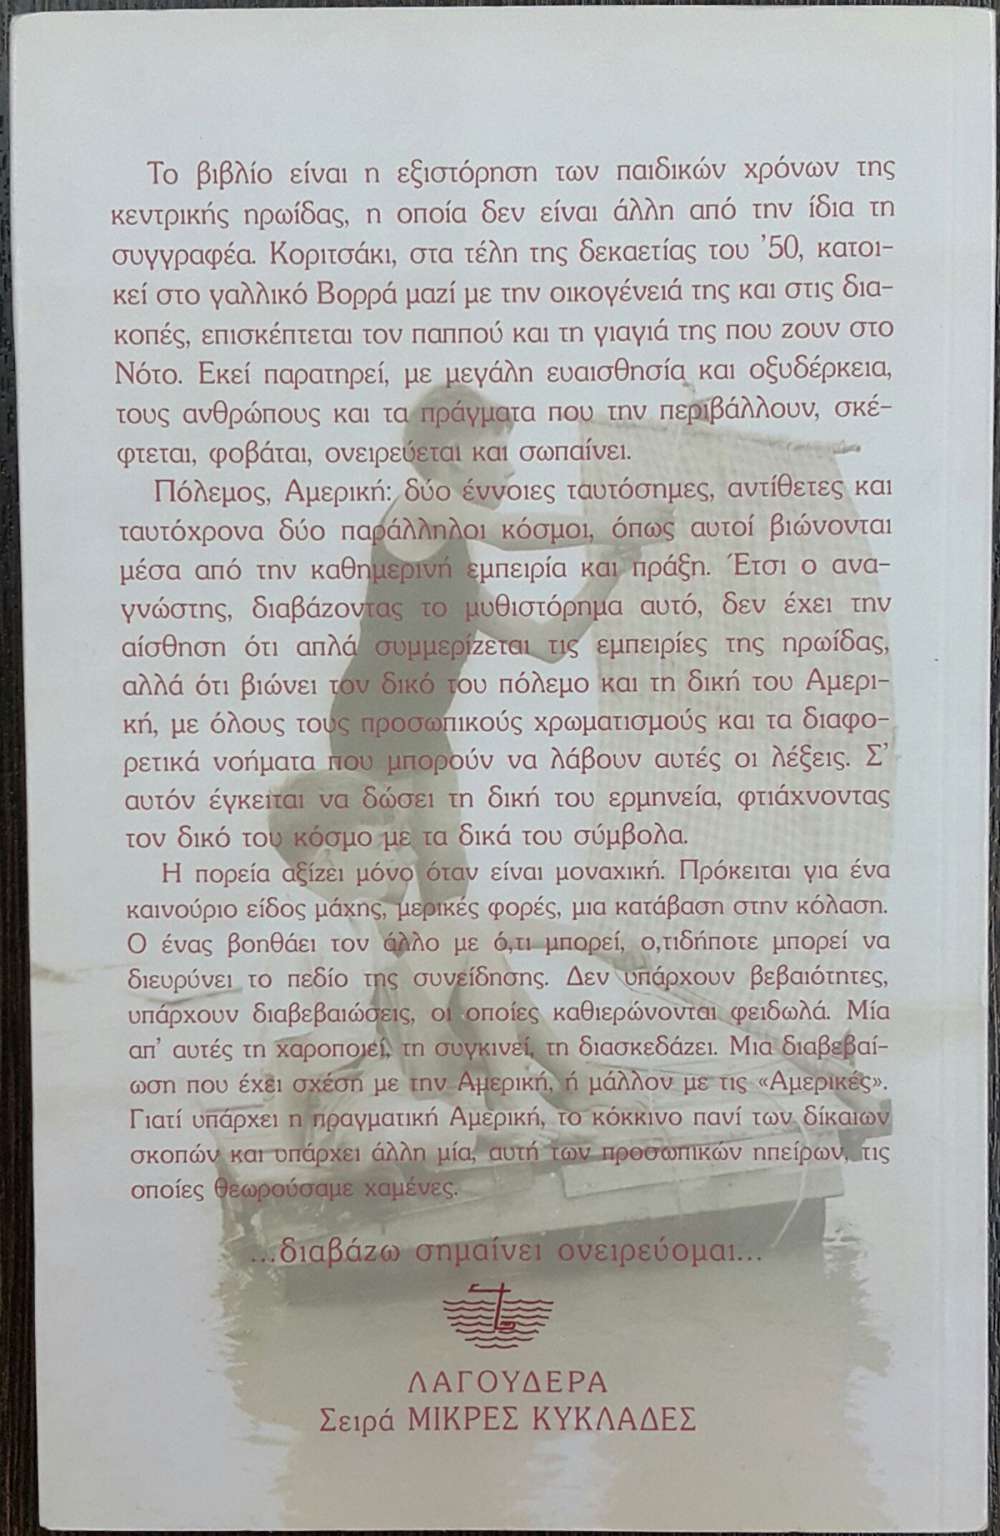 Το βιβλίο είναι η εξιστόρηση των παιδικών χρόνων της
κεντρικής ηρωίδας, η οποία δεν είναι άλλη από την ίδια τη
συγγραφέα. Κοριτσάκι, στα τέλη της δεκαετίας του ’50, κατοι-
κεί στο γαλλικό Βορρά μαζί με την οικογένειά της και στις δια-
κοπές, επισκέπτεται τον παππού και τη γιαγιά της που ζουν στο
Νότο. Εκεί παρατηρεί, με μεγάλη ευαισθησία και οξυδέρκεια,
τους ανθρώπους και τα πράγματα που την περιβάλλουν, σκέ-
φτεται, φοβάται, ονειρεύεται και σωπαίνει.
Πόλεμος, Αμερική: δύο έννοιες ταυτόσημες, αντίθετες και
ταυτόχρονα δύο παράλληλοι κόσμοι, όπως αυτοί βιώνονται
μέσα από την καθημερινή εμπειρία και πράξη. Έτσι ο ανα-
γνώστης, διαβάζοντας το μυθιστόρημα αυτό, δεν έχει την
αίσθηση ότι απλά συμμερίζεται τις εμπειρίες της ηρωίδας,
αλλά ότι βιώνει τον δικό του πόλεμο και τη δική του Αμερι-
κή, με όλους τους προσωπικούς χρωματισμούς και τα διαφο-
ρετικά νοήματα που μπορούν να λάβουν αυτές οι λέξεις. Σ’
αυτόν έγκειται να δώσει τη δική του ερμηνεία, φτιάχνοντας
τον δικό του κόσμο με τα δικά του σύμβολα.
Η πορεία αξίζει μόνο όταν είναι μοναχική. Πρόκειται για ένα
καινούριο είδος μάχης, μερικές φορές, μια κατάβαση στην κόλαση.
Ο ένας βοηθάει τον άλλο με ό,τι μπορεί, ο,τιδήποτε μπορεί να
διευρύνει το πεδίο της συνείδησης. Δεν υπάρχουν βεβαιότητες,
υπάρχουν διαβεβαιώσεις, οι οποίες καθιερώνονται φειδωλά. Μία
απ’ αυτές τη χαροποιεί, τη συγκινεί, τη διασκεδάζει. Μια διαβεβαί-
ωση που έχει σχέση με την Αμερική, ή μάλλον με τις «Αμερικές».
Γιατί υπάρχει η πραγματική Αμερική, το κόκκινο πανί των δίκαιων
σκοπών και υπάρχει άλλη μία, αυτή των προσωπικών ηπείρων, τις
οποίες θεωρούσαμε χαμένες.
...διαβάζω σημαίνει ονειρεύομαι...
ΛΑΓΟΥΔΕΡΑ
Σειρά ΜΙΚΡΕΣ ΚΥΚΛΑΔΕΣ